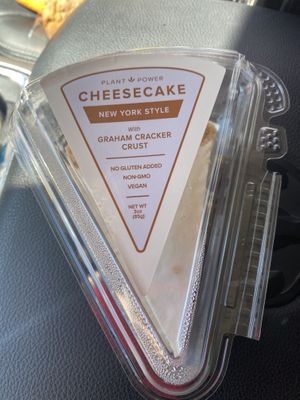 PLANT POWER
CHEESECAKE
NEW YORK STYLE
With
GRAHAM CRACKER
CRUST
NO GLUTEN ADDED
NON-GMO
VEGAN
NET WT
3oz
(85g)